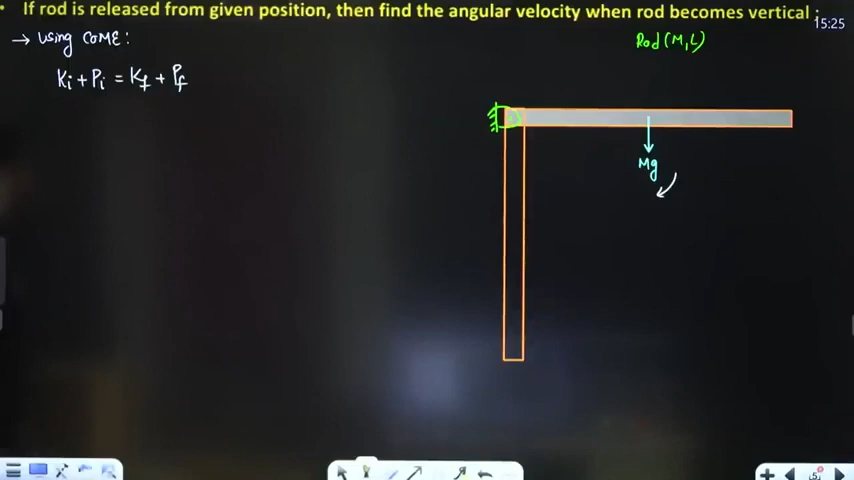 If rod is released from given position, then find the angular velocity when rod becomes vertical :
15:25
→ Using COME :
Rod (M, L)
Ki + Pi = Kf + Pf
Mg